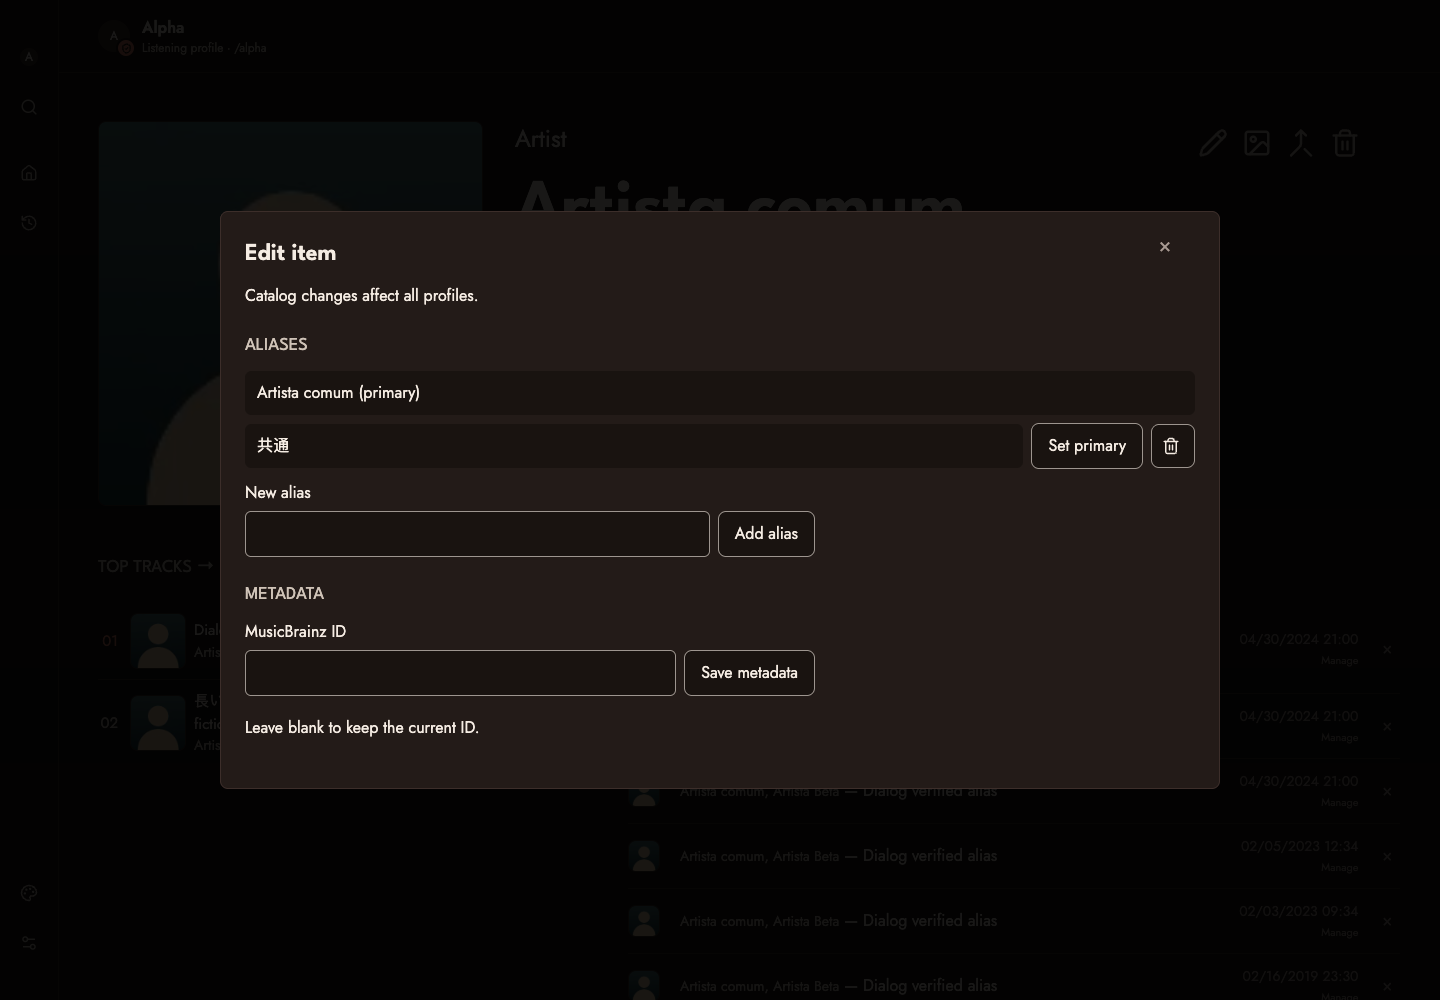 Alpha
A
Listening profile · /alpha
A
Artist
Artista comum
Edit item
×
Catalog changes affect all profiles.
ALIASES
Artista comum (primary)
共通
Set primary
New alias
Add alias
METADATA
MusicBrainz ID
Save metadata
Leave blank to keep the current ID.
TOP TRACKS →
01
02
長い
04/30/2024 21:00
Manage
×
04/30/2024 21:00
Manage
×
Artista comum, Artista Beta — Dialog verified alias
04/30/2024 21:00
Manage
×
Artista comum, Artista Beta — Dialog verified alias
02/05/2023 12:34
Manage
×
Artista comum, Artista Beta — Dialog verified alias
02/03/2023 09:34
Manage
×
Artista comum, Artista Beta — Dialog verified alias
02/16/2019 23:30
×